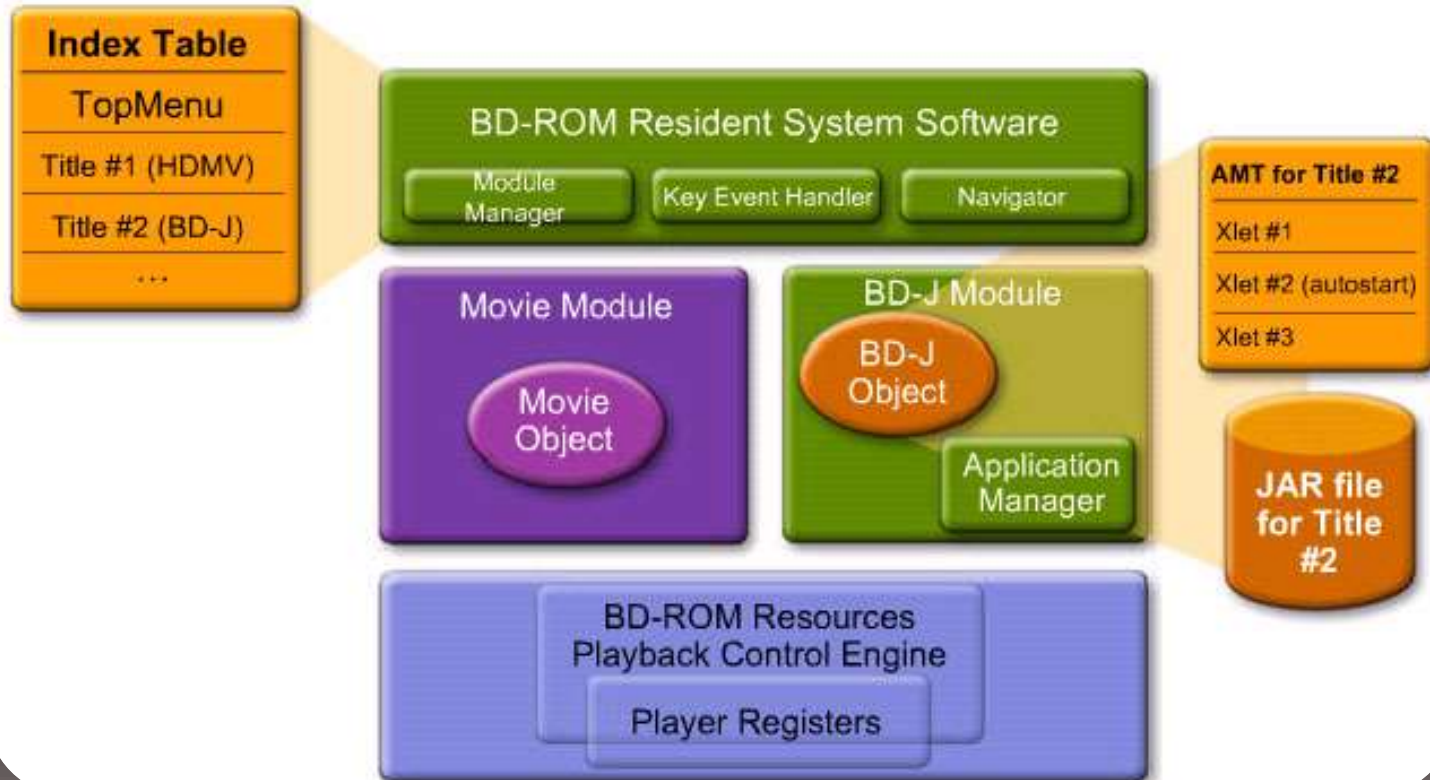 Index Table
TopMenu
Title #1 (HDMV)
Title #2 (BD-J)
...
BD-ROM Resident System Software
Module
Manager
Key Event Handler
Navigator
Movie Module
Movie
Object
BD-J Module
BD-J
Object
Application
Manager
AMT for Title #2
Xlet #1
Xlet #2 (autostart)
Xlet #3
JAR file
for Title
#2
BD-ROM Resources
Playback Control Engine
Player Registers